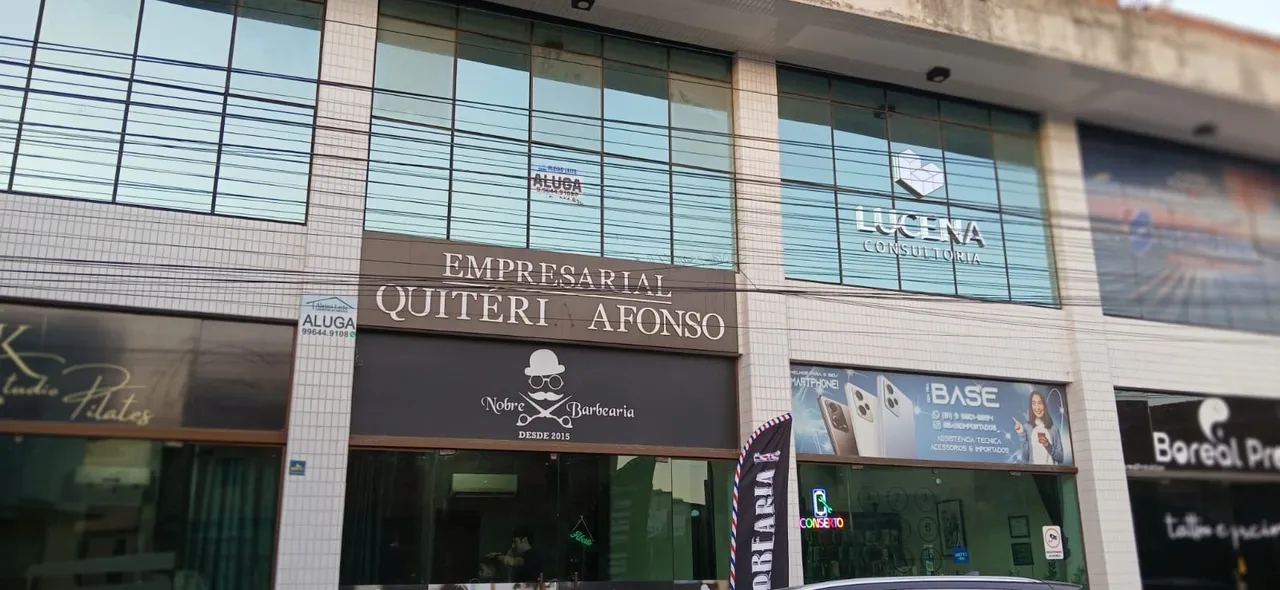 ALUGA
LUCENA
CONSULTORIA
EMPRESARIAL
QUITÉRI AFONSO
ALUGA
99644.9108
K
Studio Pilates
Nobre Barbearia
DESDE 2015
SMARTPHONE!
BASE
ASSISTÊNCIA TÉCNICA
ACESSÓRIOS & IMPORTADOS
CONSERTO
Aberto
Boreal